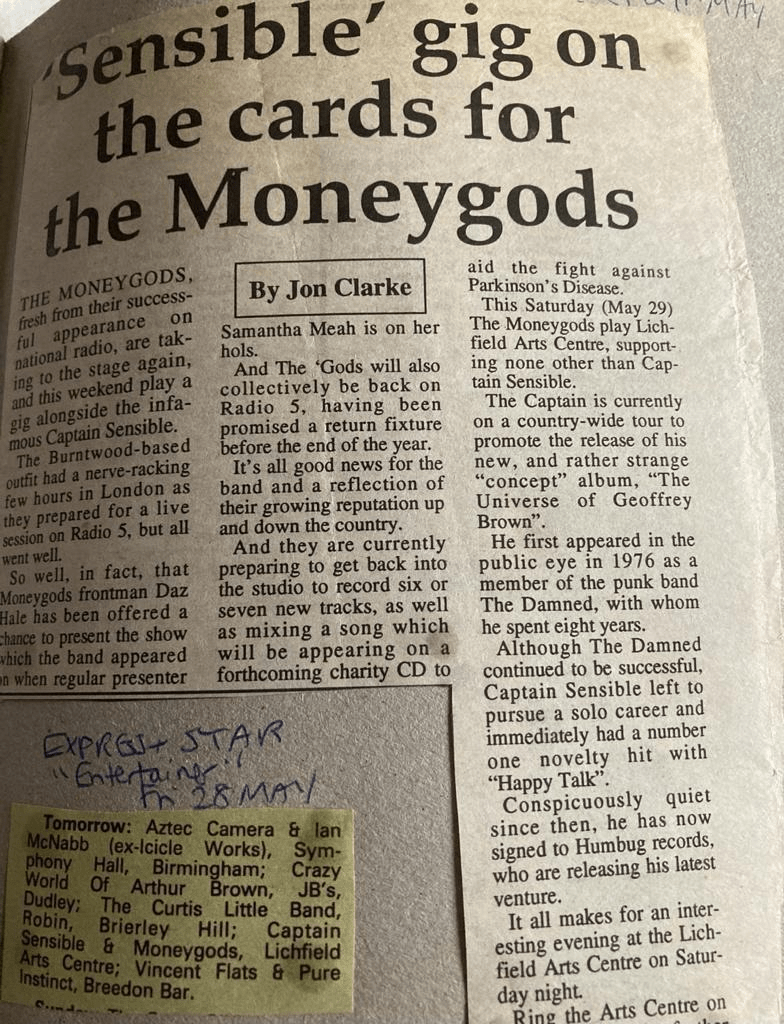 MAY
'Sensible' gig on
the cards for
the Moneygods
THE MONEYGODS,
fresh from their success-
ful appearance on
national radio, are tak-
ing to the stage again,
and this weekend play a
gig alongside the infa-
mous Captain Sensible.
The Burntwood-based
outfit had a nerve-racking
few hours in London as
they prepared for a live
session on Radio 5, but all
went well.
So well, in fact, that
Moneygods frontman Daz
Hale has been offered a
chance to present the show
which the band appeared
on when regular presenter
By Jon Clarke
Samantha Meah is on her
hols.
And The 'Gods will also
collectively be back on
Radio 5, having been
promised a return fixture
before the end of the year.
It's all good news for the
band and a reflection of
their growing reputation up
and down the country.
And they are currently
preparing to get back into
the studio to record six or
seven new tracks, as well
as mixing a song which
will be appearing on a
forthcoming charity CD to
aid the fight against
Parkinson's Disease.
This Saturday (May 29)
The Moneygods play Lich-
field Arts Centre, support-
ing none other than Cap-
tain Sensible.
The Captain is currently
on a country-wide tour to
promote the release of his
new, and rather strange
"concept" album, "The
Universe of Geoffrey
Brown".
He first appeared in the
public eye in 1976 as a
member of the punk band
The Damned, with whom
he spent eight years.
Although The Damned
continued to be successful,
Captain Sensible left to
pursue a solo career and
immediately had a number
one novelty hit with
"Happy Talk".
Conspicuously quiet
since then, he has now
signed to Humbug records,
who are releasing his latest
venture.
It all makes for an inter-
esting evening at the Lich-
field Arts Centre on Satur-
day night.
Ring the Arts Centre on
EXPRESS + STAR
"Entertainer"
Fri 28 MAY
Tomorrow: Aztec Camera & Ian
McNabb (ex-Icicle Works), Sym-
phony Hall, Birmingham; Crazy
World Of Arthur Brown, JB's,
Dudley; The Curtis Little Band,
Robin, Brierley Hill; Captain
Sensible & Moneygods, Lichfield
Arts Centre; Vincent Flats & Pure
Instinct, Breedon Bar.